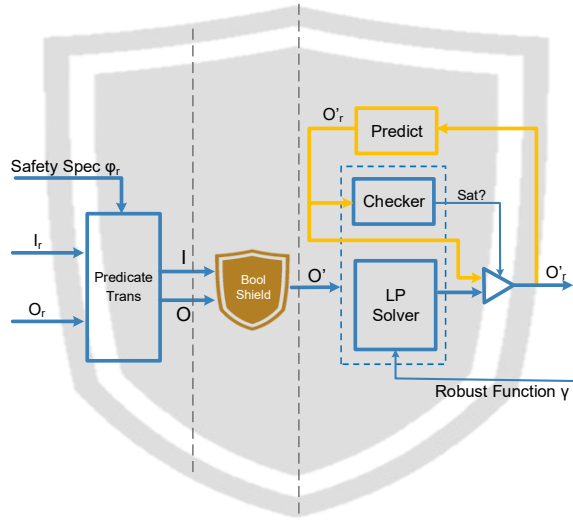 O'r
Predict
Safety Spec φr
Checker
Sat?
Ir
I
Predicate
Trans
Bool
Shield
O'
LP
Solver
O'r
Or
O
Robust Function γ